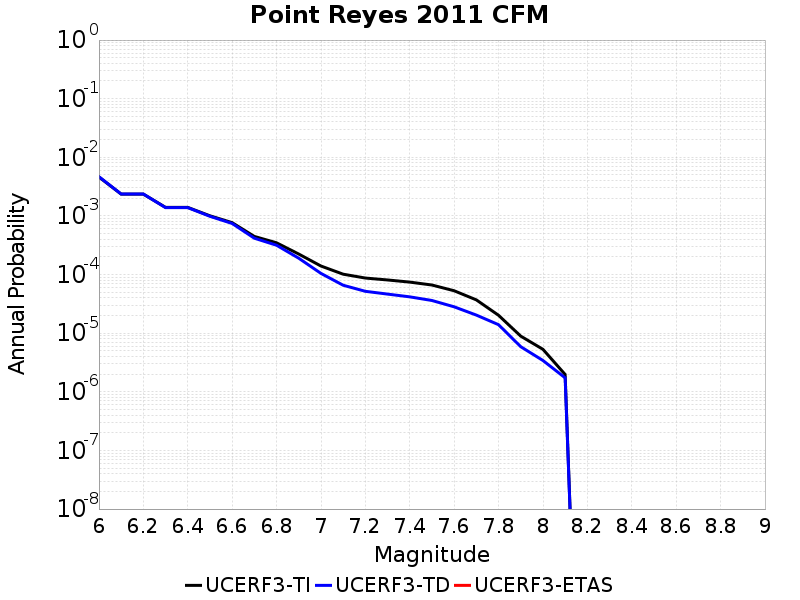 Point Reyes 2011 CFM
10^0
10^-1
10^-2
10^-3
10^-4
10^-5
10^-6
10^-7
10^-8
Annual Probability
6 6.2 6.4 6.6 6.8 7 7.2 7.4 7.6 7.8 8 8.2 8.4 8.6 8.8 9
Magnitude
UCERF3-TI UCERF3-TD UCERF3-ETAS